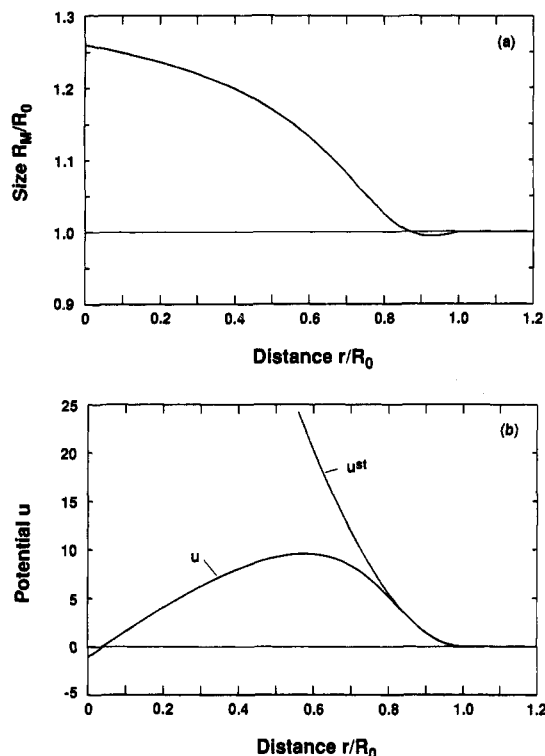 1.3
(a)
1.2
Size R_M/R_0
1.1
1.0
0.9
0 0.2 0.4 0.6 0.8 1.0 1.2
Distance r/R_0
25
(b)
20
u^st
15
Potential u
10
u
5
0
-5
0 0.2 0.4 0.6 0.8 1.0 1.2
Distance r/R_0